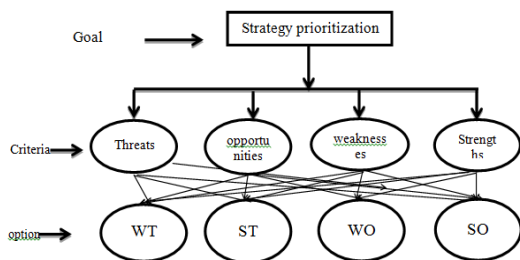 Goal
Strategy prioritization
Criteria
Threats
opportu
nities
weakness
es
Strengt
hs
option
WT
ST
WO
SO